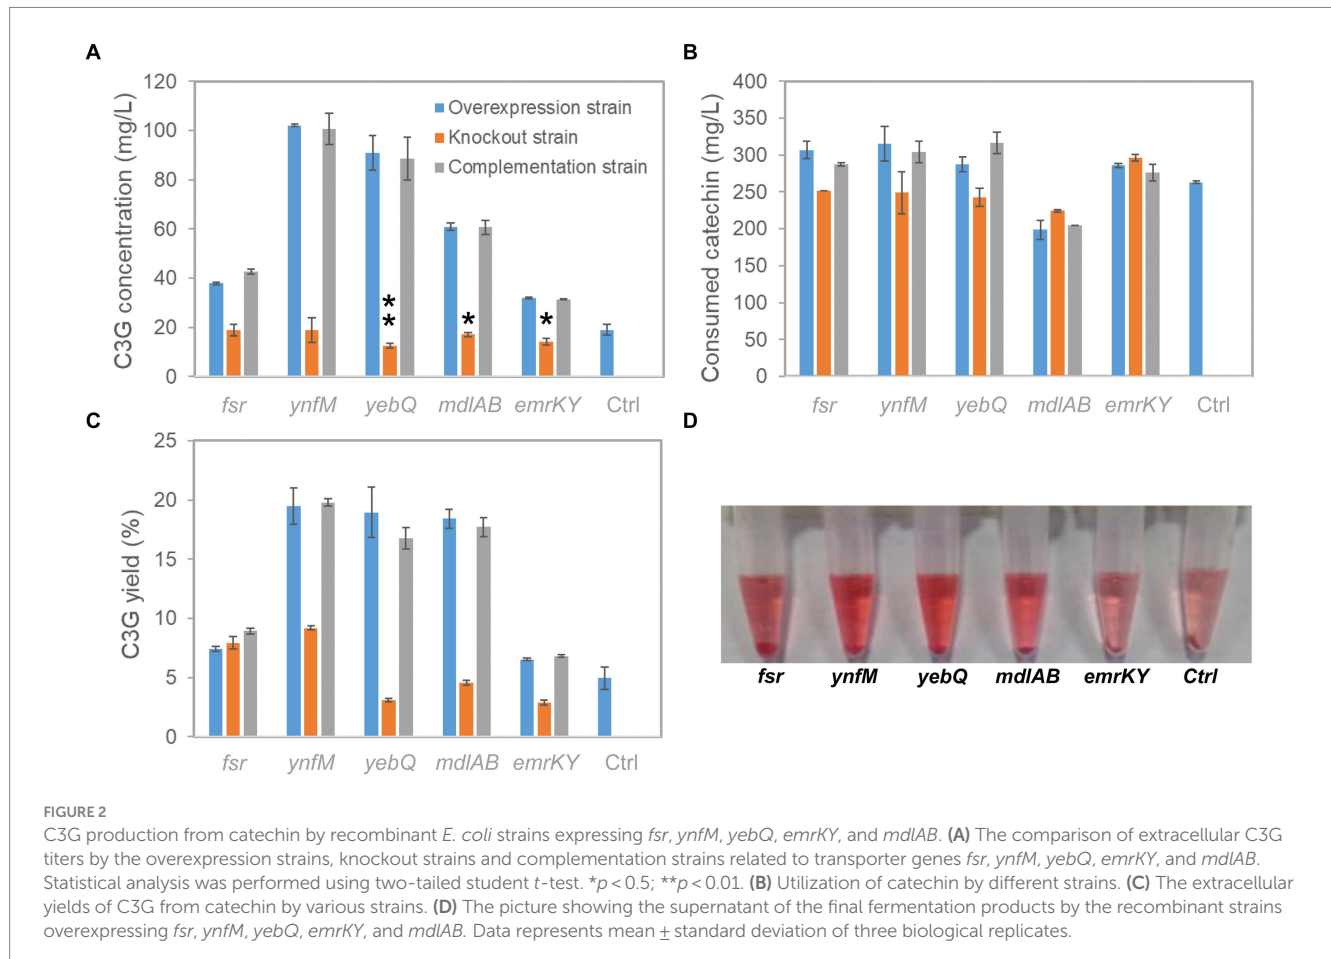 A
C3G concentration (mg/L)
120
100
80
60
40
20
0
Overexpression strain
Knockout strain
Complementation strain
*
*
*
*
fsr ynfM yebQ mdlAB emrKY Ctrl
B
Consumed catechin (mg/L)
400
350
300
250
200
150
100
50
0
fsr ynfM yebQ mdlAB emrKY Ctrl
C
C3G yield (%)
25
20
15
10
5
0
fsr ynfM yebQ mdlAB emrKY Ctrl
D
fsr ynfM yebQ mdlAB emrKY Ctrl
FIGURE 2
C3G production from catechin by recombinant E. coli strains expressing fsr, ynfM, yebQ, emrKY, and mdlAB. (A) The comparison of extracellular C3G
titers by the overexpression strains, knockout strains and complementation strains related to transporter genes fsr, ynfM, yebQ, emrKY, and mdlAB.
Statistical analysis was performed using two-tailed student t-test. *p < 0.5; **p < 0.01. (B) Utilization of catechin by different strains. (C) The extracellular
yields of C3G from catechin by various strains. (D) The picture showing the supernatant of the final fermentation products by the recombinant strains
overexpressing fsr, ynfM, yebQ, emrKY, and mdlAB. Data represents mean ± standard deviation of three biological replicates.